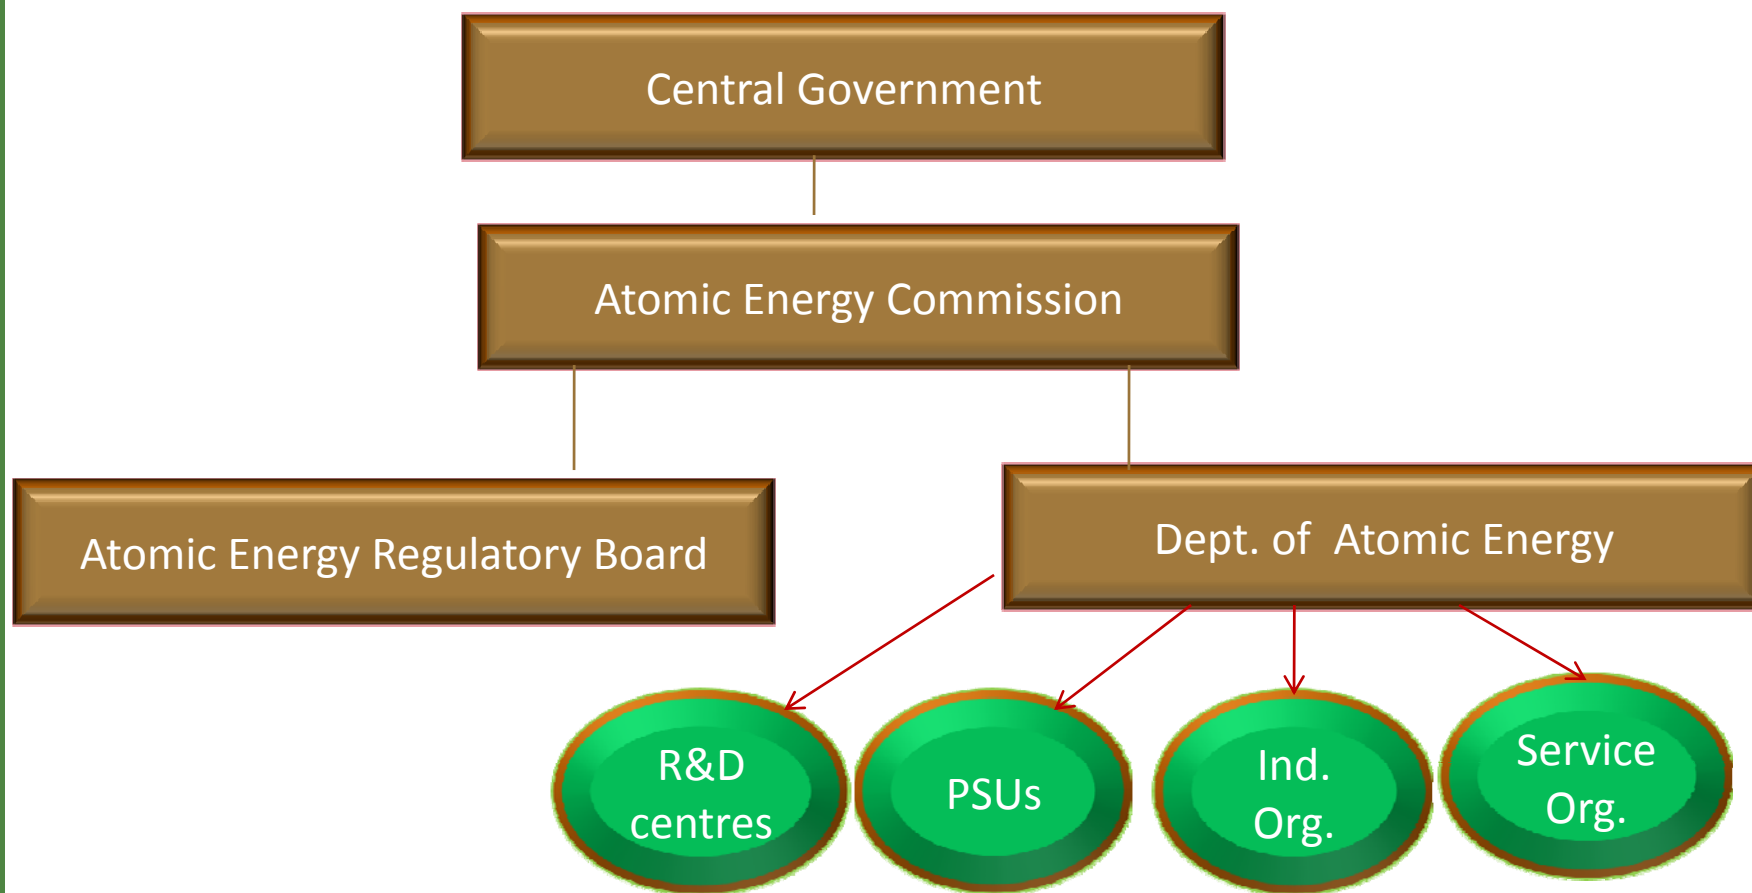 Central Government
Atomic Energy Commission
Atomic Energy Regulatory Board
Dept. of  Atomic Energy
R&D
centres
PSUs
Ind.
Org.
Service
Org.